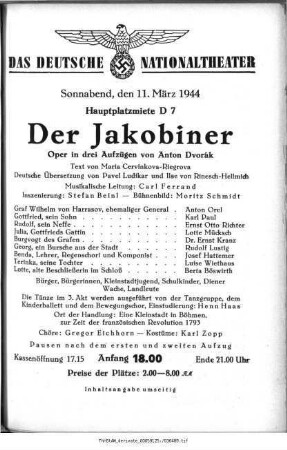 DAS DEUTSCHE NATIONALTHEATER
Sonnabend, den 11. März 1944
Hauptplatzmiete D 7
Der Jakobiner
Oper in drei Aufzügen von Anton Dvořák
Text von Maria Cerviakova-Riegrova
Deutsche Übersetzung von Pavel Ludikar und Ilse von Rinesch-Hellmich
Musikalische Leitung: Carl Ferrand
Inszenierung: Stefan Beinl — Bühnenbild: Moritz Schmidt
Graf Wilhelm von Harrasov, ehemaliger General . Anton Orel
Gottfried, sein Sohn . . . . Karl Paul
Rudolf, sein Neffe . . . . Ernst Otto Richter
Julia, Gottfrieds Gattin . . . . Lotte Mäcksch
Burgvogt des Grafen . . . . Dr. Ernst Kranz
Georg, ein Bursche aus der Stadt . . . . Rudolf Lustig
Benda, Lehrer, Regenschori und Komponist . . Josef Hattemer
Terinka, seine Tochter . . . . Luise Wiethaus
Lotte, alte Beschließerin im Schloß . . . . Berta Böswirth
Bürger, Bürgerinnen, Kleinstadtjugend, Schulkinder, Diener
Wache, Landleute
Die Tänze im 3. Akt werden ausgeführt von der Tanzgruppe, dem
Kinderballett und dem Bewegungschor, Einstudierung: Henn Haas
Ort der Handlung: Eine Kleinstadt in Böhmen,
zur Zeit der französischen Revolution 1793
Chöre: Gregor Eichhorn — Kostüme: Karl Zopp
Pausen nach dem ersten und zweiten Aufzug
Kassenöffnung 17.15 Anfang 18.00 Ende 21.00 Uhr
Preise der Plätze: 2.00—8.00 RM
Inhaltsangabe umseitig